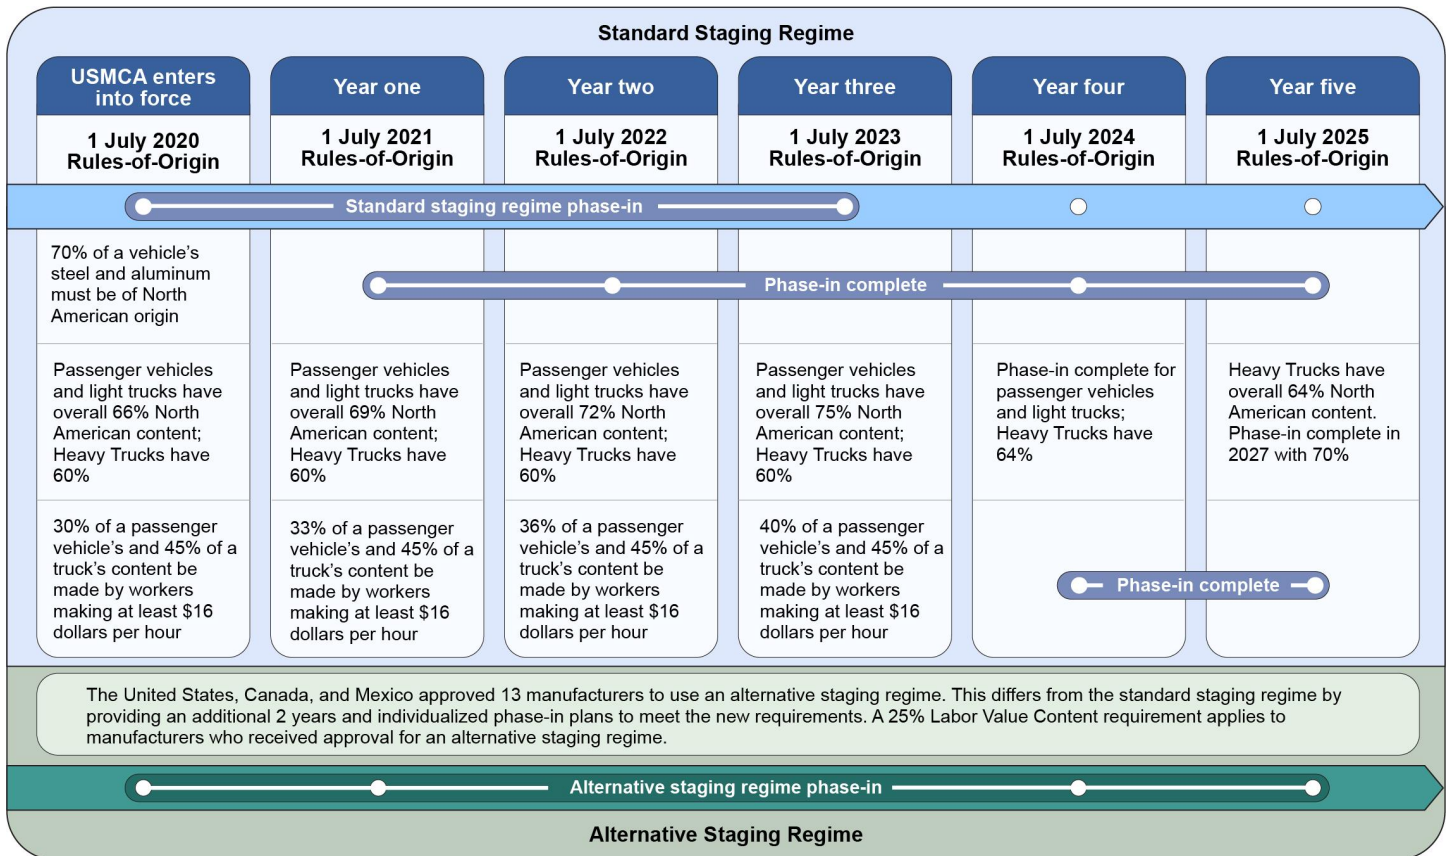 Standard Staging Regime
USMCA enters
into force
1 July 2020
Rules-of-Origin
Year one
1 July 2021
Rules-of-Origin
Year two
1 July 2022
Rules-of-Origin
Year three
1 July 2023
Rules-of-Origin
Year four
1 July 2024
Rules-of-Origin
Year five
1 July 2025
Rules-of-Origin
Standard staging regime phase-in
70% of a vehicle’s
steel and aluminum
must be of North
American origin
Phase-in complete
Passenger vehicles
and light trucks have
overall 66% North
American content;
Heavy Trucks have
60%
Passenger vehicles
and light trucks have
overall 69% North
American content;
Heavy Trucks have
60%
Passenger vehicles
and light trucks have
overall 72% North
American content;
Heavy Trucks have
60%
Passenger vehicles
and light trucks have
overall 75% North
American content;
Heavy Trucks have
60%
Phase-in complete for
passenger vehicles
and light trucks;
Heavy Trucks have
64%
Heavy Trucks have
overall 64% North
American content.
Phase-in complete in
2027 with 70%
30% of a passenger
vehicle’s and 45% of a
truck’s content be
made by workers
making at least $16
dollars per hour
33% of a passenger
vehicle’s and 45% of a
truck’s content be
made by workers
making at least $16
dollars per hour
36% of a passenger
vehicle’s and 45% of a
truck’s content be
made by workers
making at least $16
dollars per hour
40% of a passenger
vehicle’s and 45% of a
truck’s content be
made by workers
making at least $16
dollars per hour
Phase-in complete
The United States, Canada, and Mexico approved 13 manufacturers to use an alternative staging regime. This differs from the standard staging regime by
providing an additional 2 years and individualized phase-in plans to meet the new requirements. A 25% Labor Value Content requirement applies to
manufacturers who received approval for an alternative staging regime.
Alternative staging regime phase-in
Alternative Staging Regime